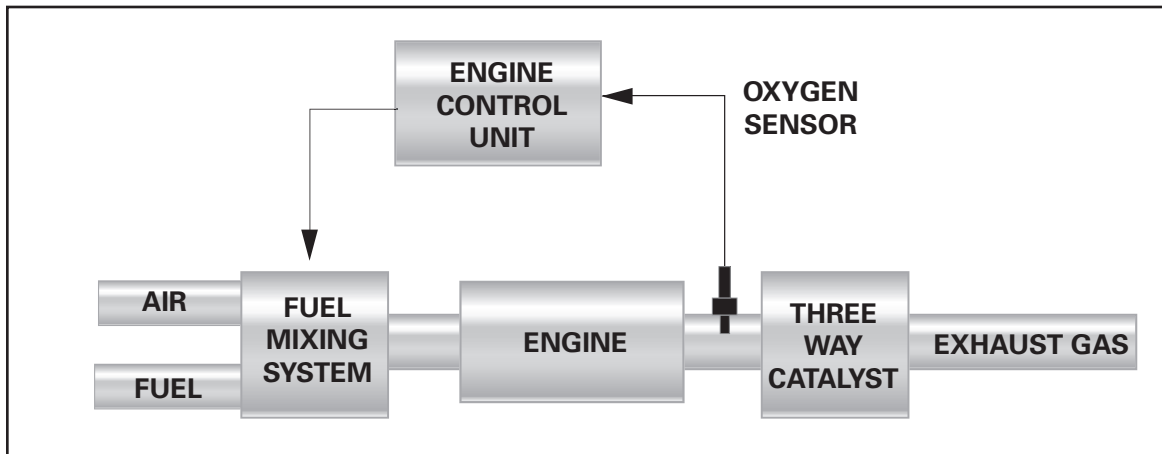 ENGINE
CONTROL
UNIT
OXYGEN
SENSOR
AIR
FUEL
FUEL
MIXING
SYSTEM
ENGINE
THREE
WAY
CATALYST
EXHAUST GAS